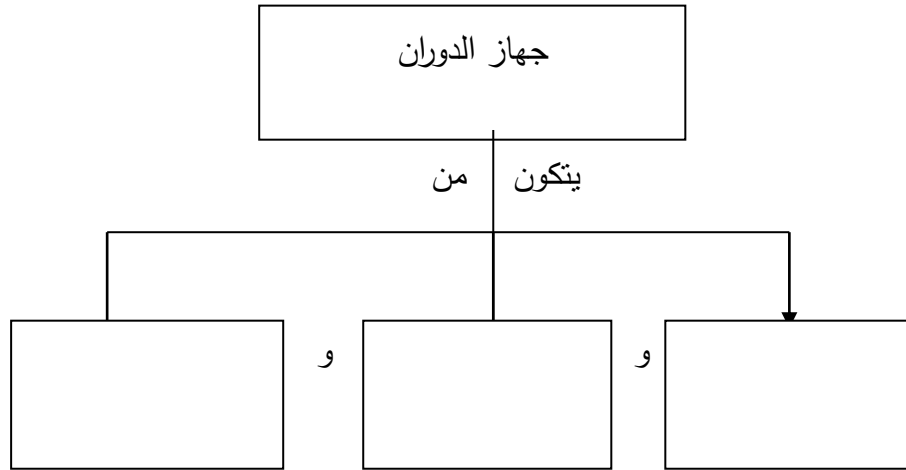 جهاز الدوران
يتكون من
و و